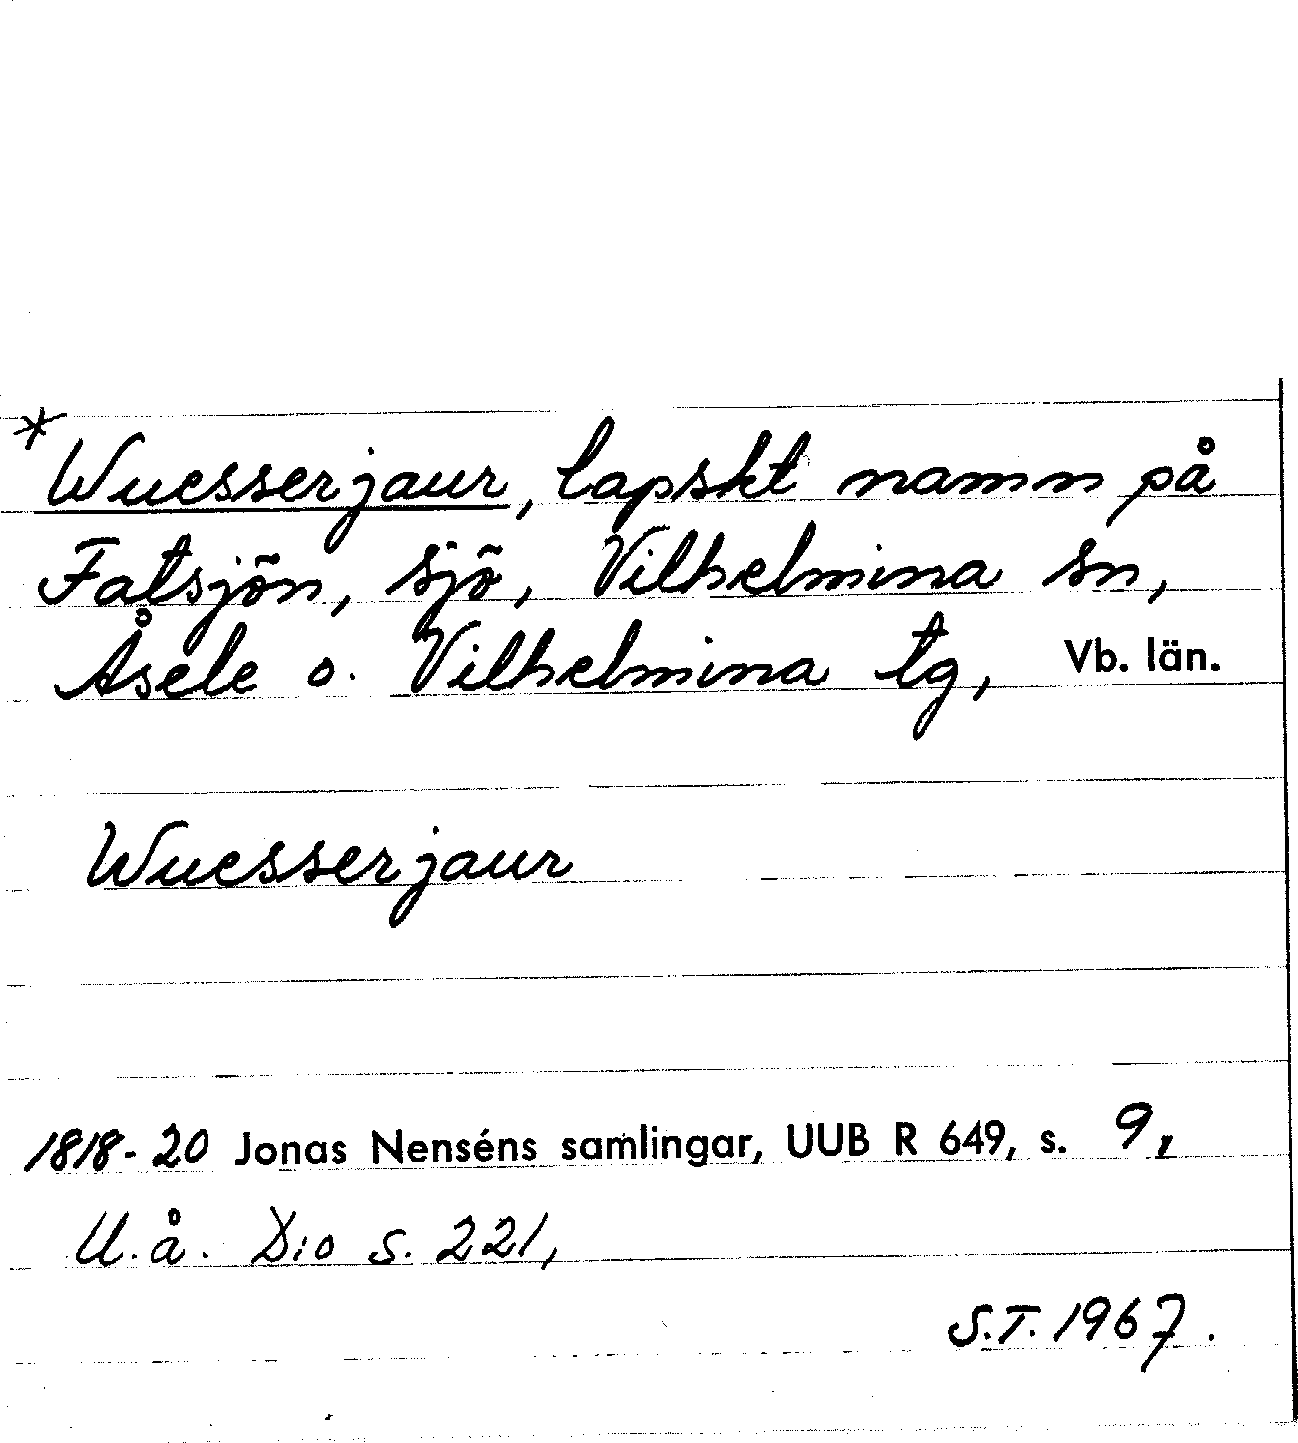 *Wuesserjaur, lapskt namn på
Fatsjön, sjö, Vilhelmina sn,
Åsele o. Vilhelmina tg, Vb. län.
Wuesserjaur
1818-20 Jonas Nenséns samlingar, UUB R 649, s. 9,
U.å. D:o s. 221,
S.T. 1967.